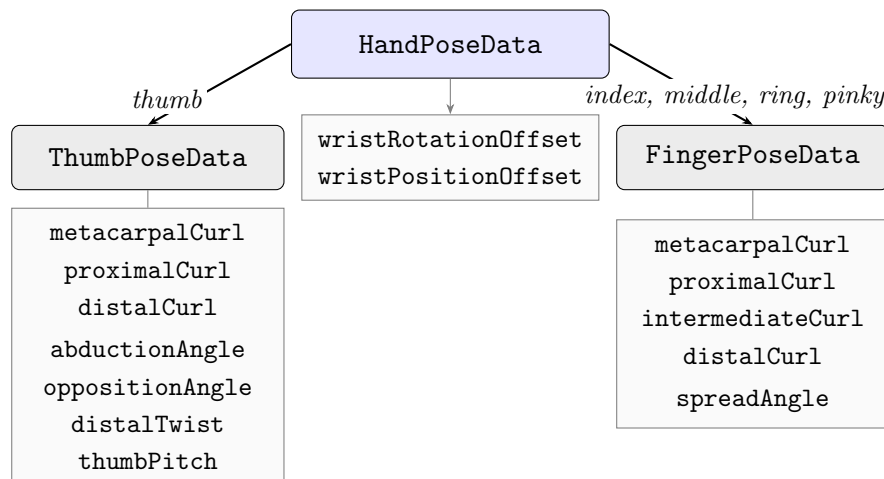 HandPoseData
thumb
index, middle, ring, pinky
ThumbPoseData
wristRotationOffset
wristPositionOffset
FingerPoseData
metacarpalCurl
proximalCurl
distalCurl
abductionAngle
oppositionAngle
distalTwist
thumbPitch
metacarpalCurl
proximalCurl
intermediateCurl
distalCurl
spreadAngle